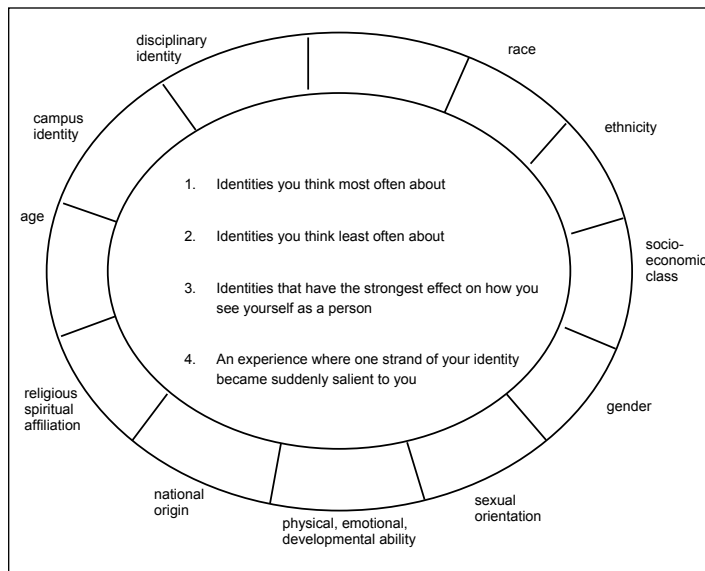 disciplinary
identity
race
campus
identity
ethnicity
age
socio-
economic
class
1. Identities you think most often about
2. Identities you think least often about
3. Identities that have the strongest effect on how you
see yourself as a person
4. An experience where one strand of your identity
became suddenly salient to you
religious
spiritual
affiliation
gender
national
origin
physical, emotional,
developmental ability
sexual
orientation